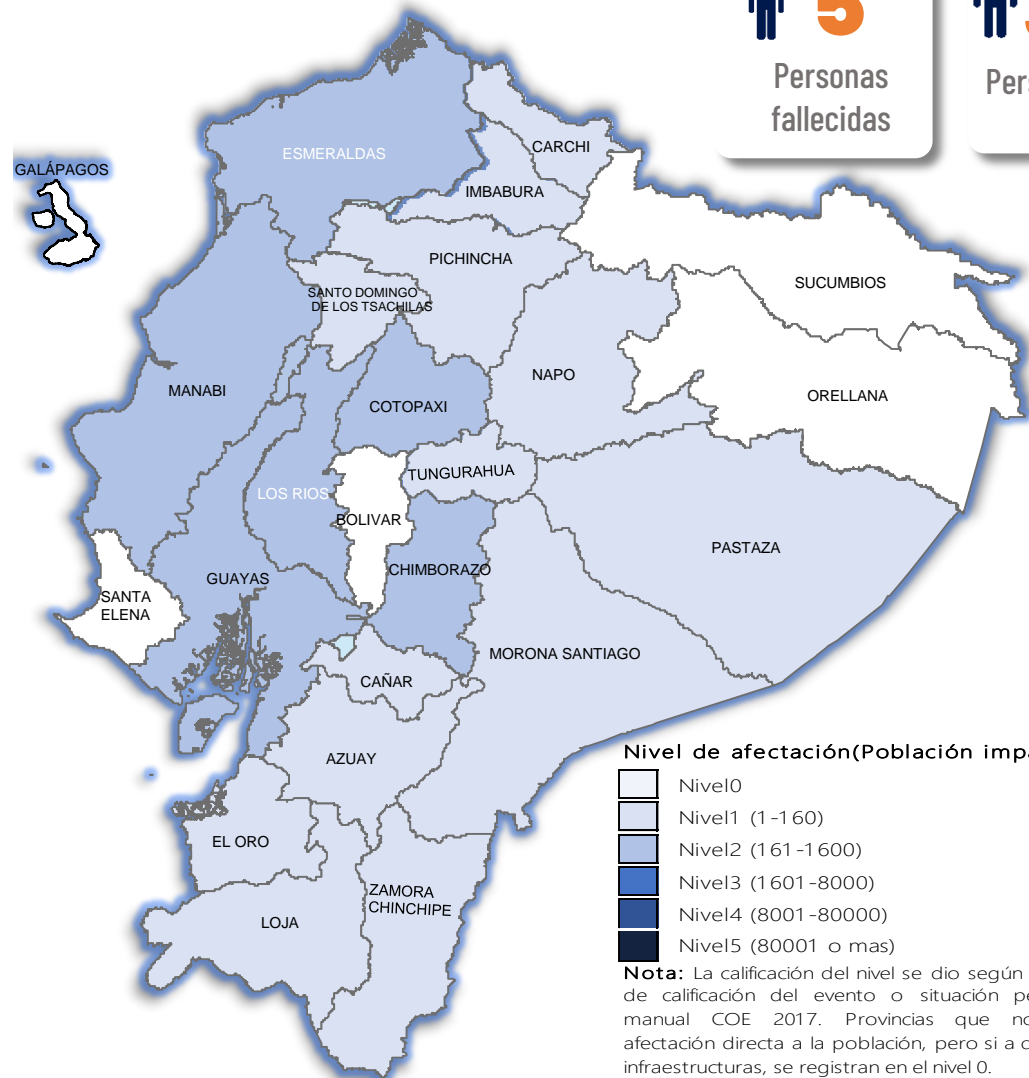 5
Personas
fallecidas
GALÁPAGOS
ESMERALDAS
CARCHI
IMBABURA
PICHINCHA
SUCUMBIOS
SANTO DOMINGO
DE LOS TSACHILAS
NAPO
ORELLANA
MANABI
COTOPAXI
TUNGURAHUA
LOS RIOS
BOLIVAR
PASTAZA
CHIMBORAZO
GUAYAS
SANTA
ELENA
MORONA SANTIAGO
CAÑAR
AZUAY
EL ORO
ZAMORA
CHINCHIPE
LOJA
Nivel de afectación(Población
Nivel0
Nivel1 (1-160)
Nivel2 (161-1600)
Nivel3 (1601-8000)
Nivel4 (8001-80000)
Nivel5 (80001 o mas)
Nota: La calificación del nivel se dio según
de calificación del evento o situación
manual COE 2017. Provincias que
afectación directa a la población, pero si a
infraestructuras, se registran en el nivel 0.